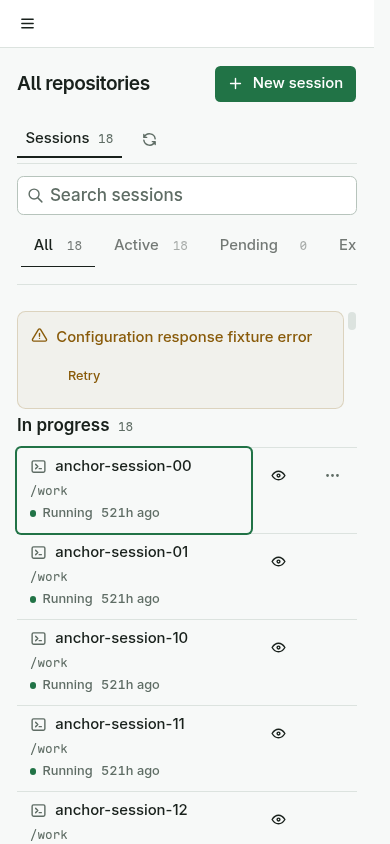 All repositories
New session
Sessions 18
Search sessions
All 18 Active 18 Pending 0 Ex
Configuration response fixture error
Retry
In progress 18
anchor-session-00
/work
Running 521h ago
anchor-session-01
/work
Running 521h ago
anchor-session-10
/work
Running 521h ago
anchor-session-11
/work
Running 521h ago
anchor-session-12
/work